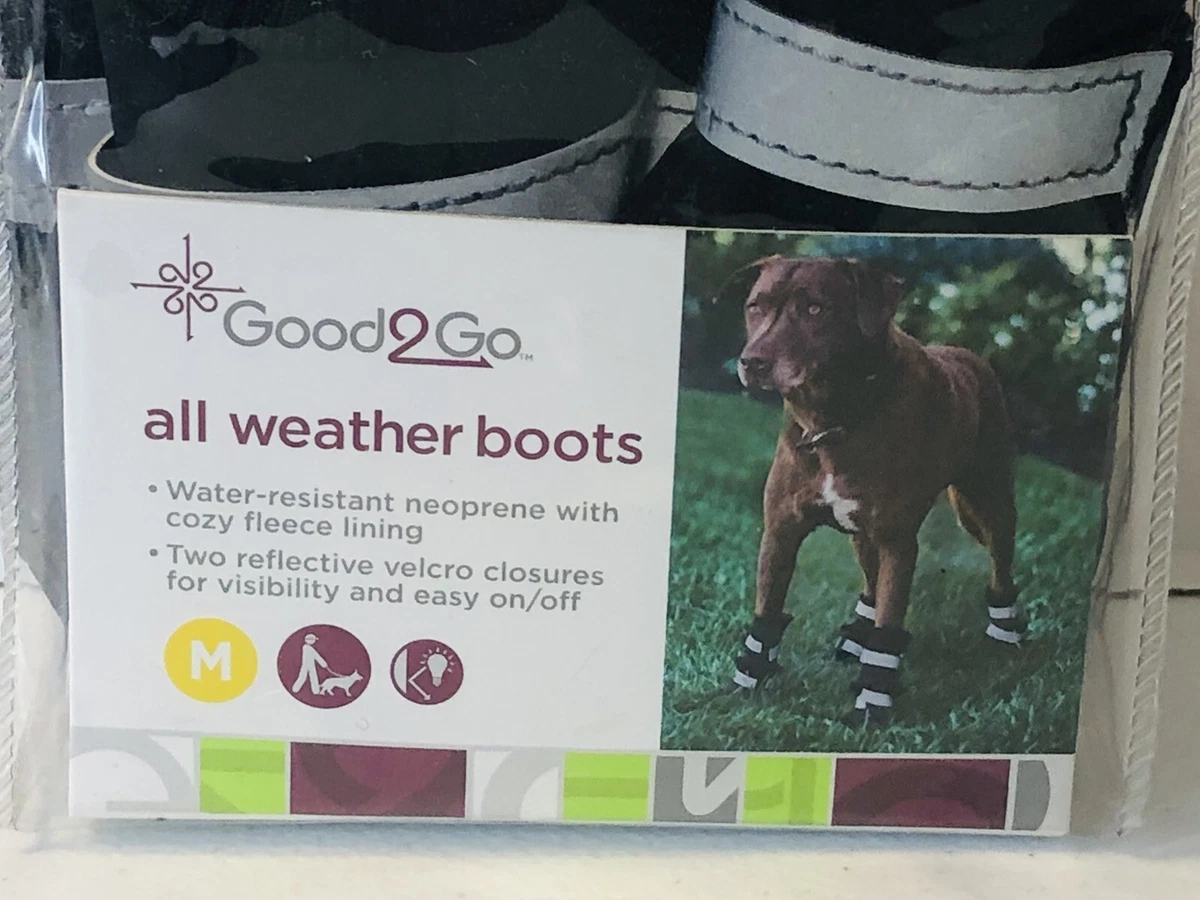 Good2Go™
all weather boots
• Water-resistant neoprene with
cozy fleece lining
• Two reflective velcro closures
for visibility and easy on/off
M